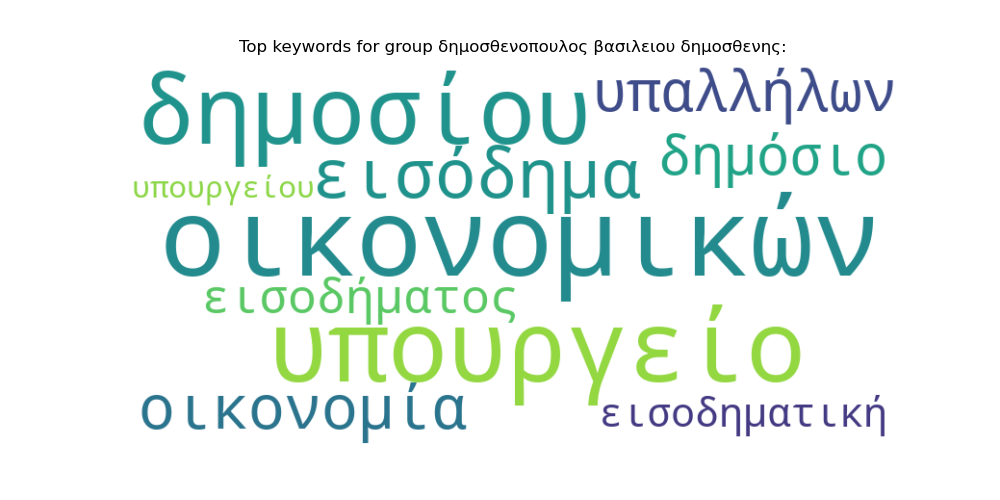 Top keywords for group δημοσθενοπουλος βασιλειου δημοσθενης:
δημοσίου υπαλλήλων
εισόδημα δημόσιο
υπουργείου
οικονομικών
εισοδήματος
υπουργείο
οικονομία εισοδηματική